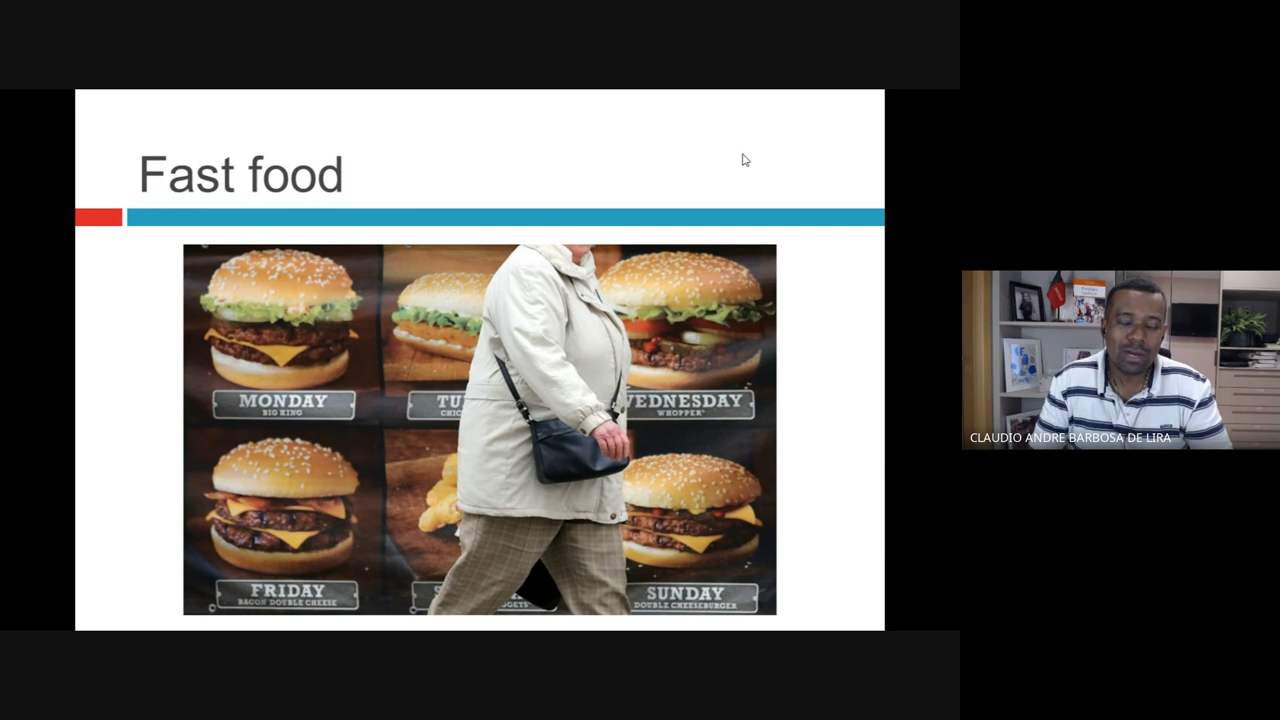 Fast food
MONDAY
BIG KING
WEDNESDAY
WHOPPER®
FRIDAY
BACON DOUBLE CHEESE
SUNDAY
DOUBLE CHEESEBURGER
CLAUDIO ANDRE BARBOSA DE LIRA